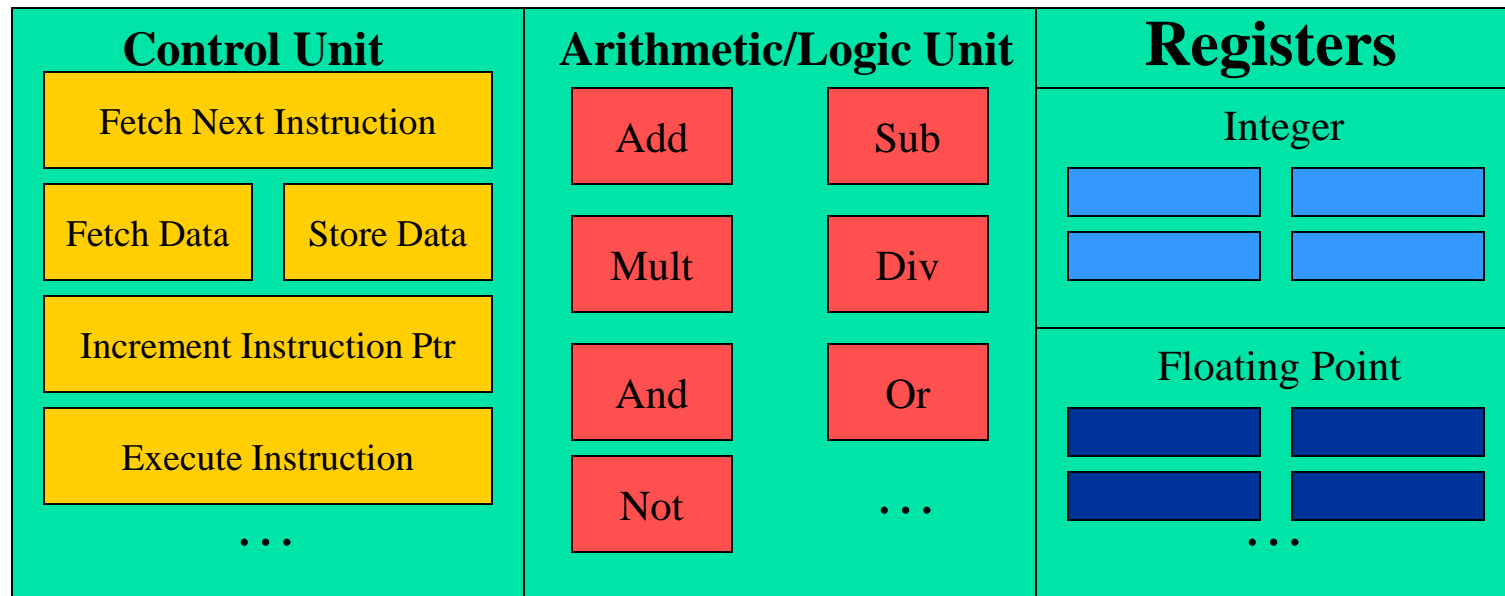 Control Unit
Fetch Next Instruction
Fetch Data
Store Data
Increment Instruction Ptr
Execute Instruction
...
Arithmetic/Logic Unit
Add
Sub
Mult
Div
And
Or
Not
...
Registers
Integer
Floating Point
...